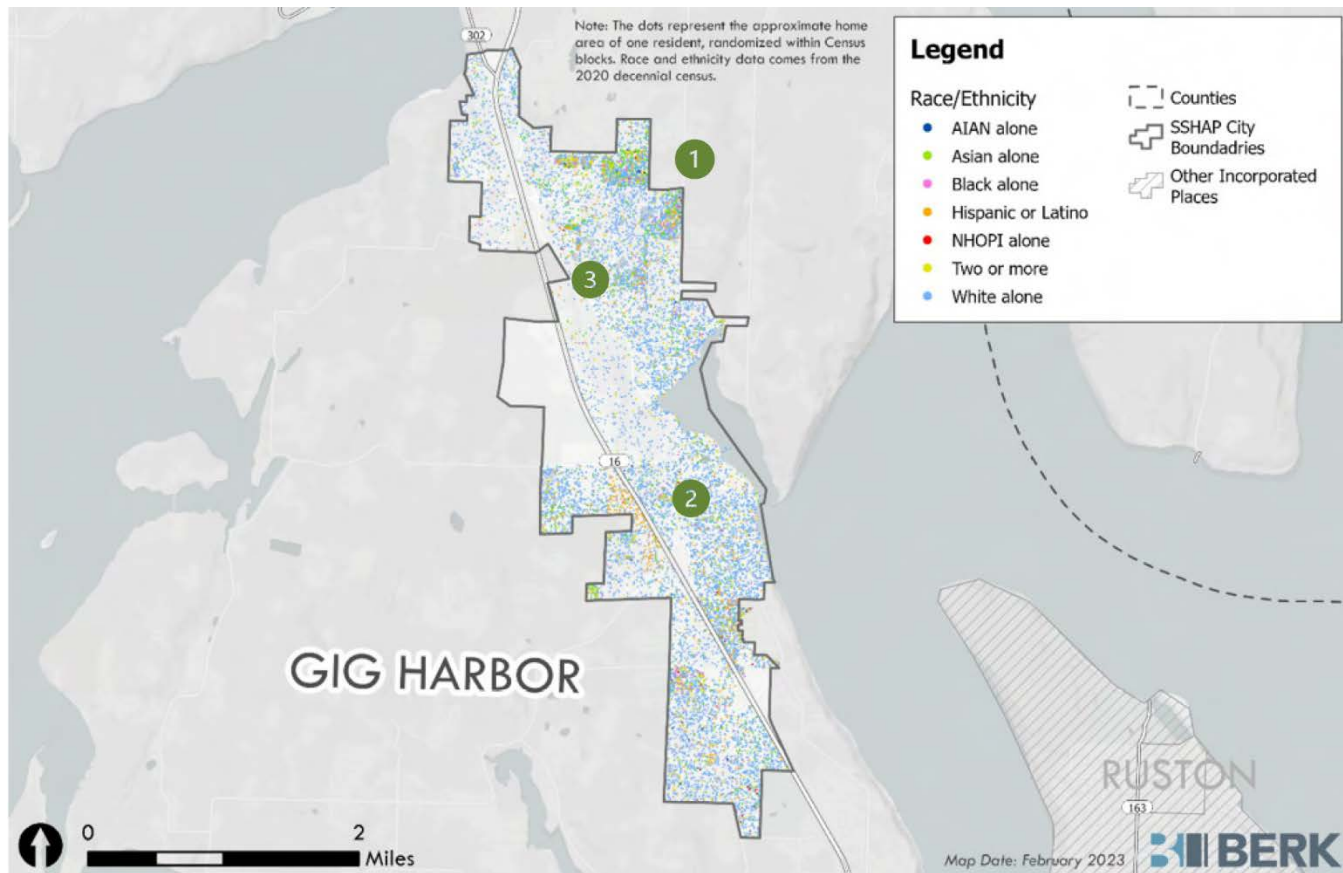 302
Note: The dots represent the approximate home
area of one resident, randomized within Census
blocks. Race and ethnicity data comes from the
2020 decennial census.
Legend
Race/Ethnicity
AIAN alone
Asian alone
Black alone
Hispanic or Latino
NHOPI alone
Two or more
White alone
Counties
SSHAP City
Boundadries
Other Incorporated
Places
1
3
16
2
GIG HARBOR
RUSTON
163
0
2
Miles
Map Date: February 2023
BERK